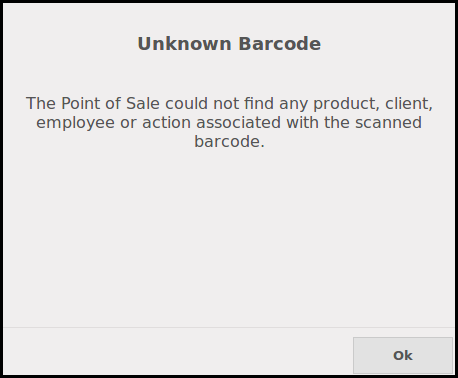 Unknown Barcode
The Point of Sale could not find any product, client,
employee or action associated with the scanned
barcode.
Ok